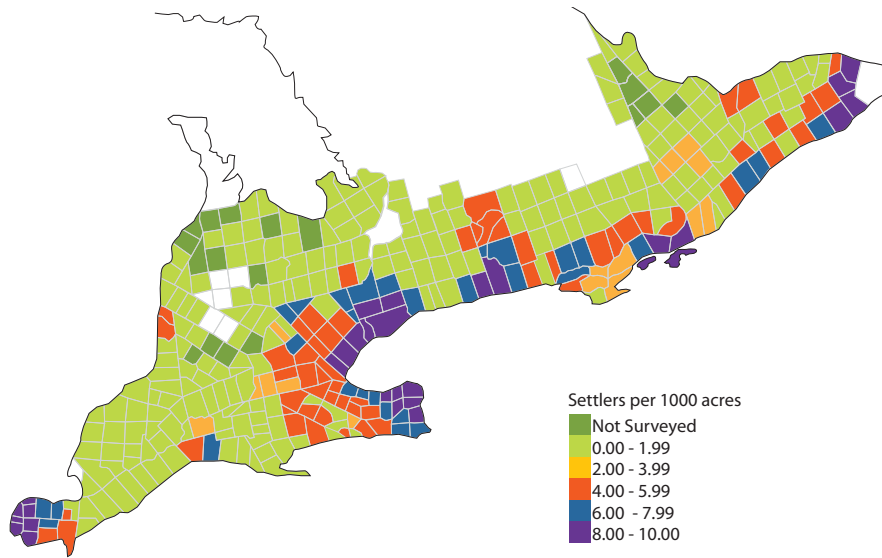 Settlers per 1000 acres
Not Surveyed
0.00 - 1.99
2.00 - 3.99
4.00 - 5.99
6.00 - 7.99
8.00 - 10.00